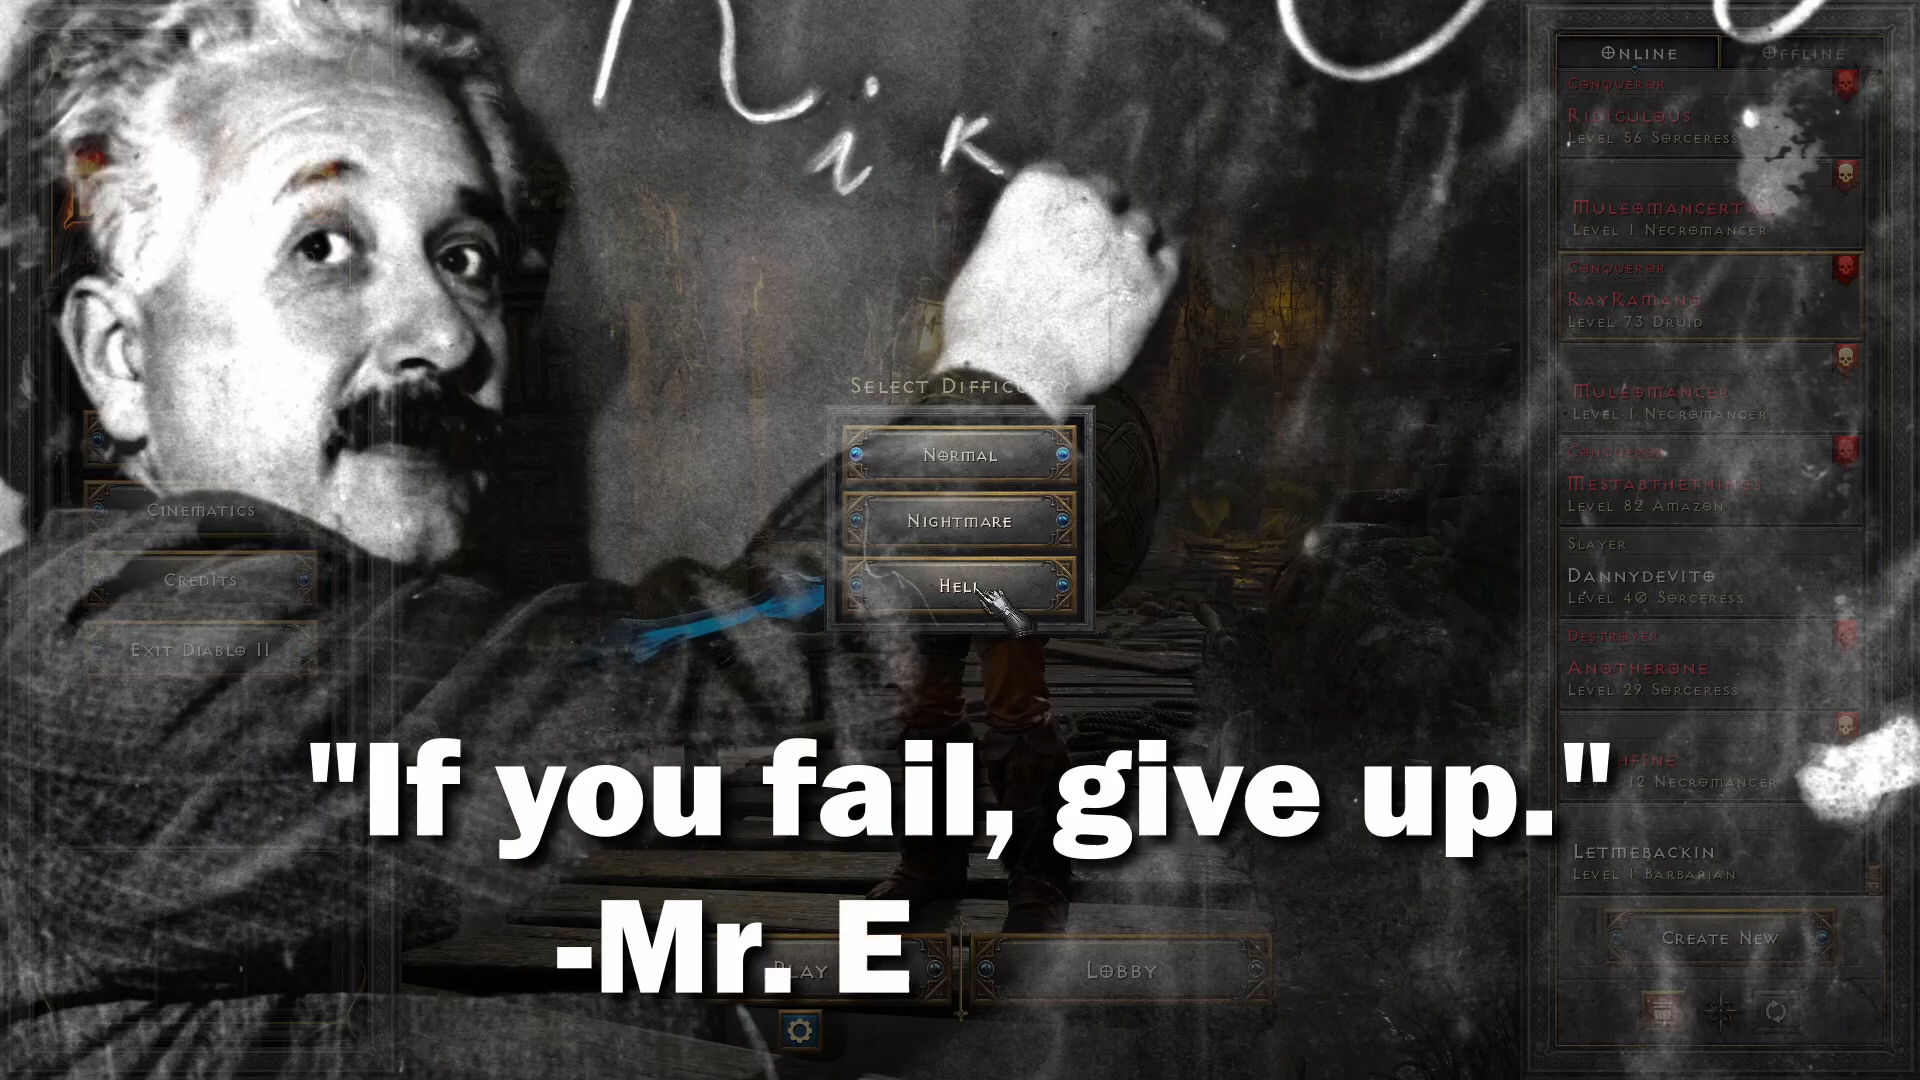 ONLINE OFFLINE
CONQUEROR
RIDICULOUS
LEVEL 56 SORCERESS
LEVEL 1 NECROMANCER
CONQUEROR
RAYRAMANO
LEVEL 73 DRUID
MULEOMANCER
LEVEL 1 NECROMANCER
CONQUEROR
MESTABTHETHINGS
LEVEL 82 AMAZON
SLAYER
DANNYDEVITO
LEVEL 40 SORCERESS
DESTROYER
ANOTHERONE
LEVEL 29 SORCERESS
12 NECROMANCER
LETMEBACKIN
LEVEL 1 BARBARIAN
CREATE NEW
SELECT DIFFICULTY
NORMAL
NIGHTMARE
HELL
CINEMATICS
CREDITS
EXIT DIABLO II
"If you fail, give up."
-Mr. E
PLAY
LOBBY